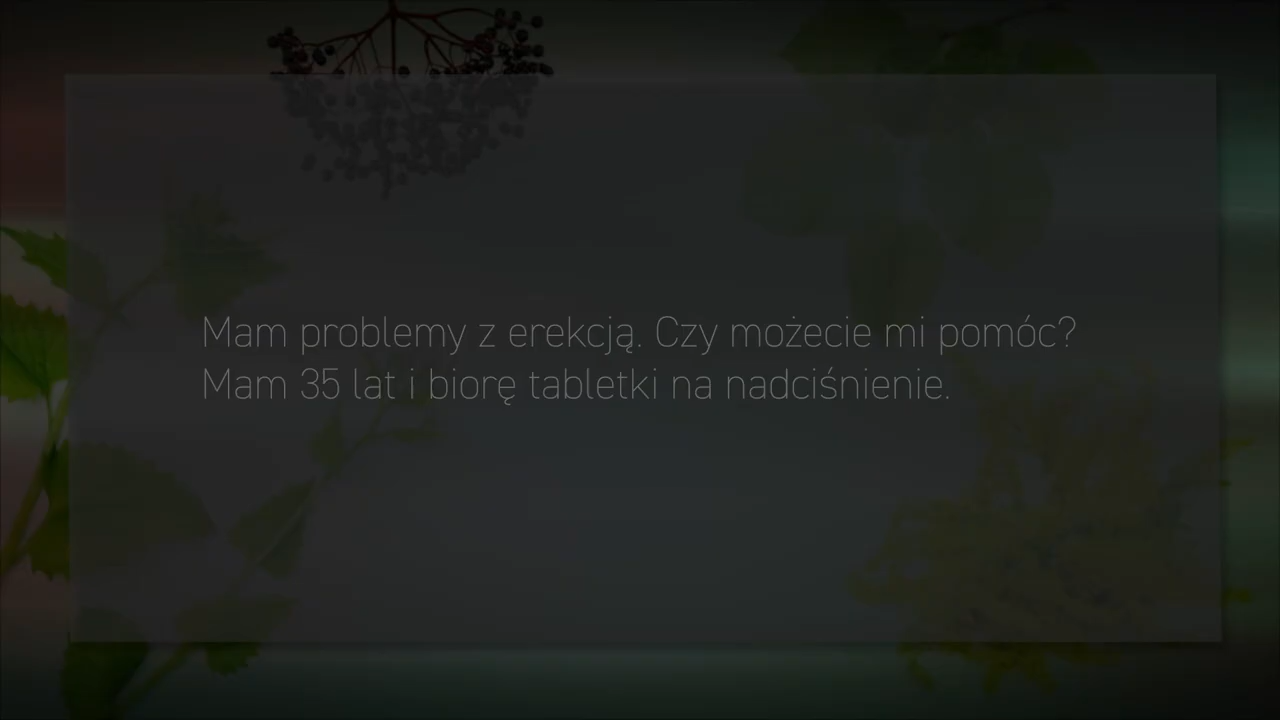 Mam problemy z erekcją. Czy możecie mi pomóc?
Mam 35 lat i biorę tabletki na nadciśnienie.